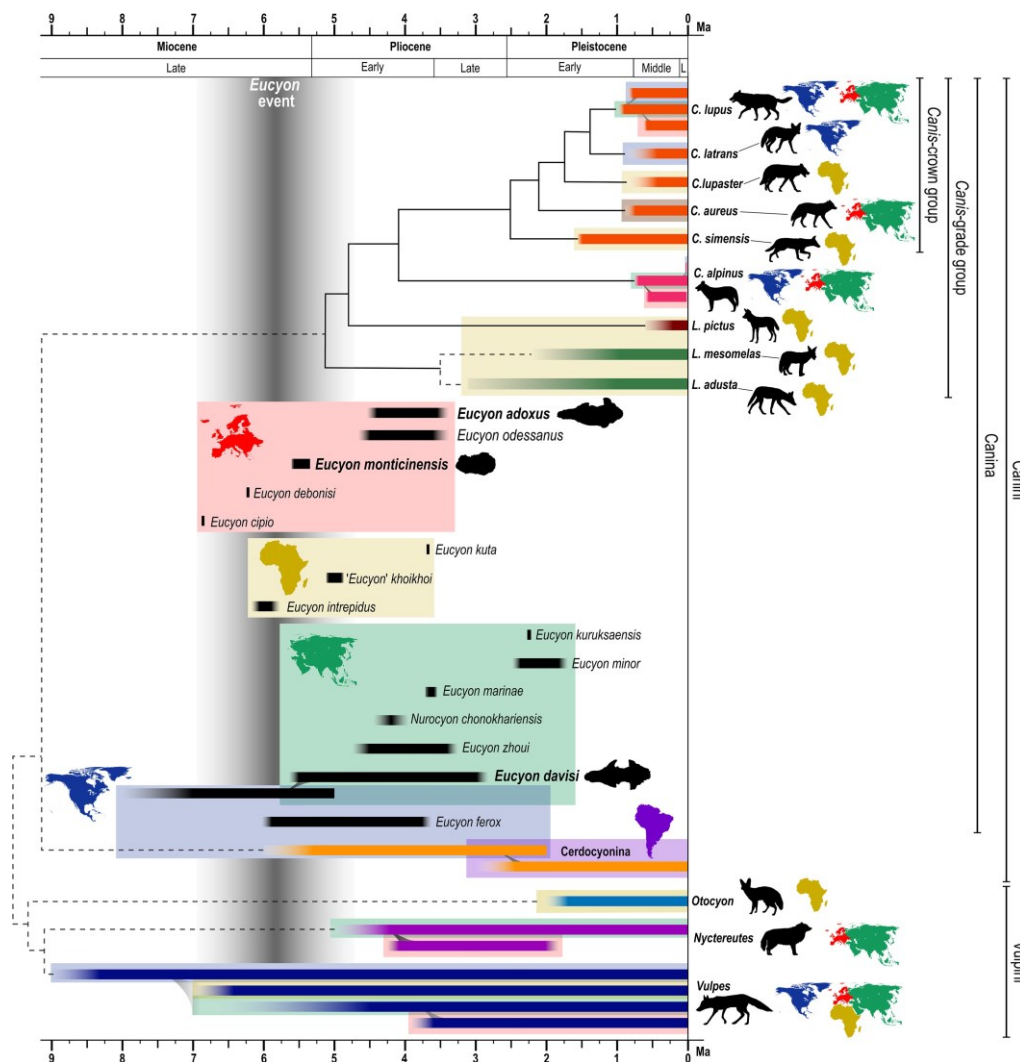 9 8 7 6 5 4 3 2 1 0 Ma
Miocene Pliocene Pleistocene
Late Early Late Early Middle L
Eucyon
event
C. lupus
C. latrans
C.lupaster
C. aureus
C. simensis
C. alpinus
L. pictus
L. mesomelas
L. adusta
Canis-crown group
Canis-grade group
Canina
Canini
Eucyon adoxus
Eucyon odessanus
Eucyon monticinensis
Eucyon debonisi
Eucyon cipio
Eucyon kuta
'Eucyon' khoikhoi
Eucyon intrepidus
Eucyon kuruksaensis
Eucyon minor
Eucyon marinae
Nurocyon chonokhariensis
Eucyon zhoui
Eucyon davisi
Eucyon ferox
Cerdocyonina
Otocyon
Nyctereutes
Vulpes
Vulpini
9 8 7 6 5 4 3 2 1 0
Ma